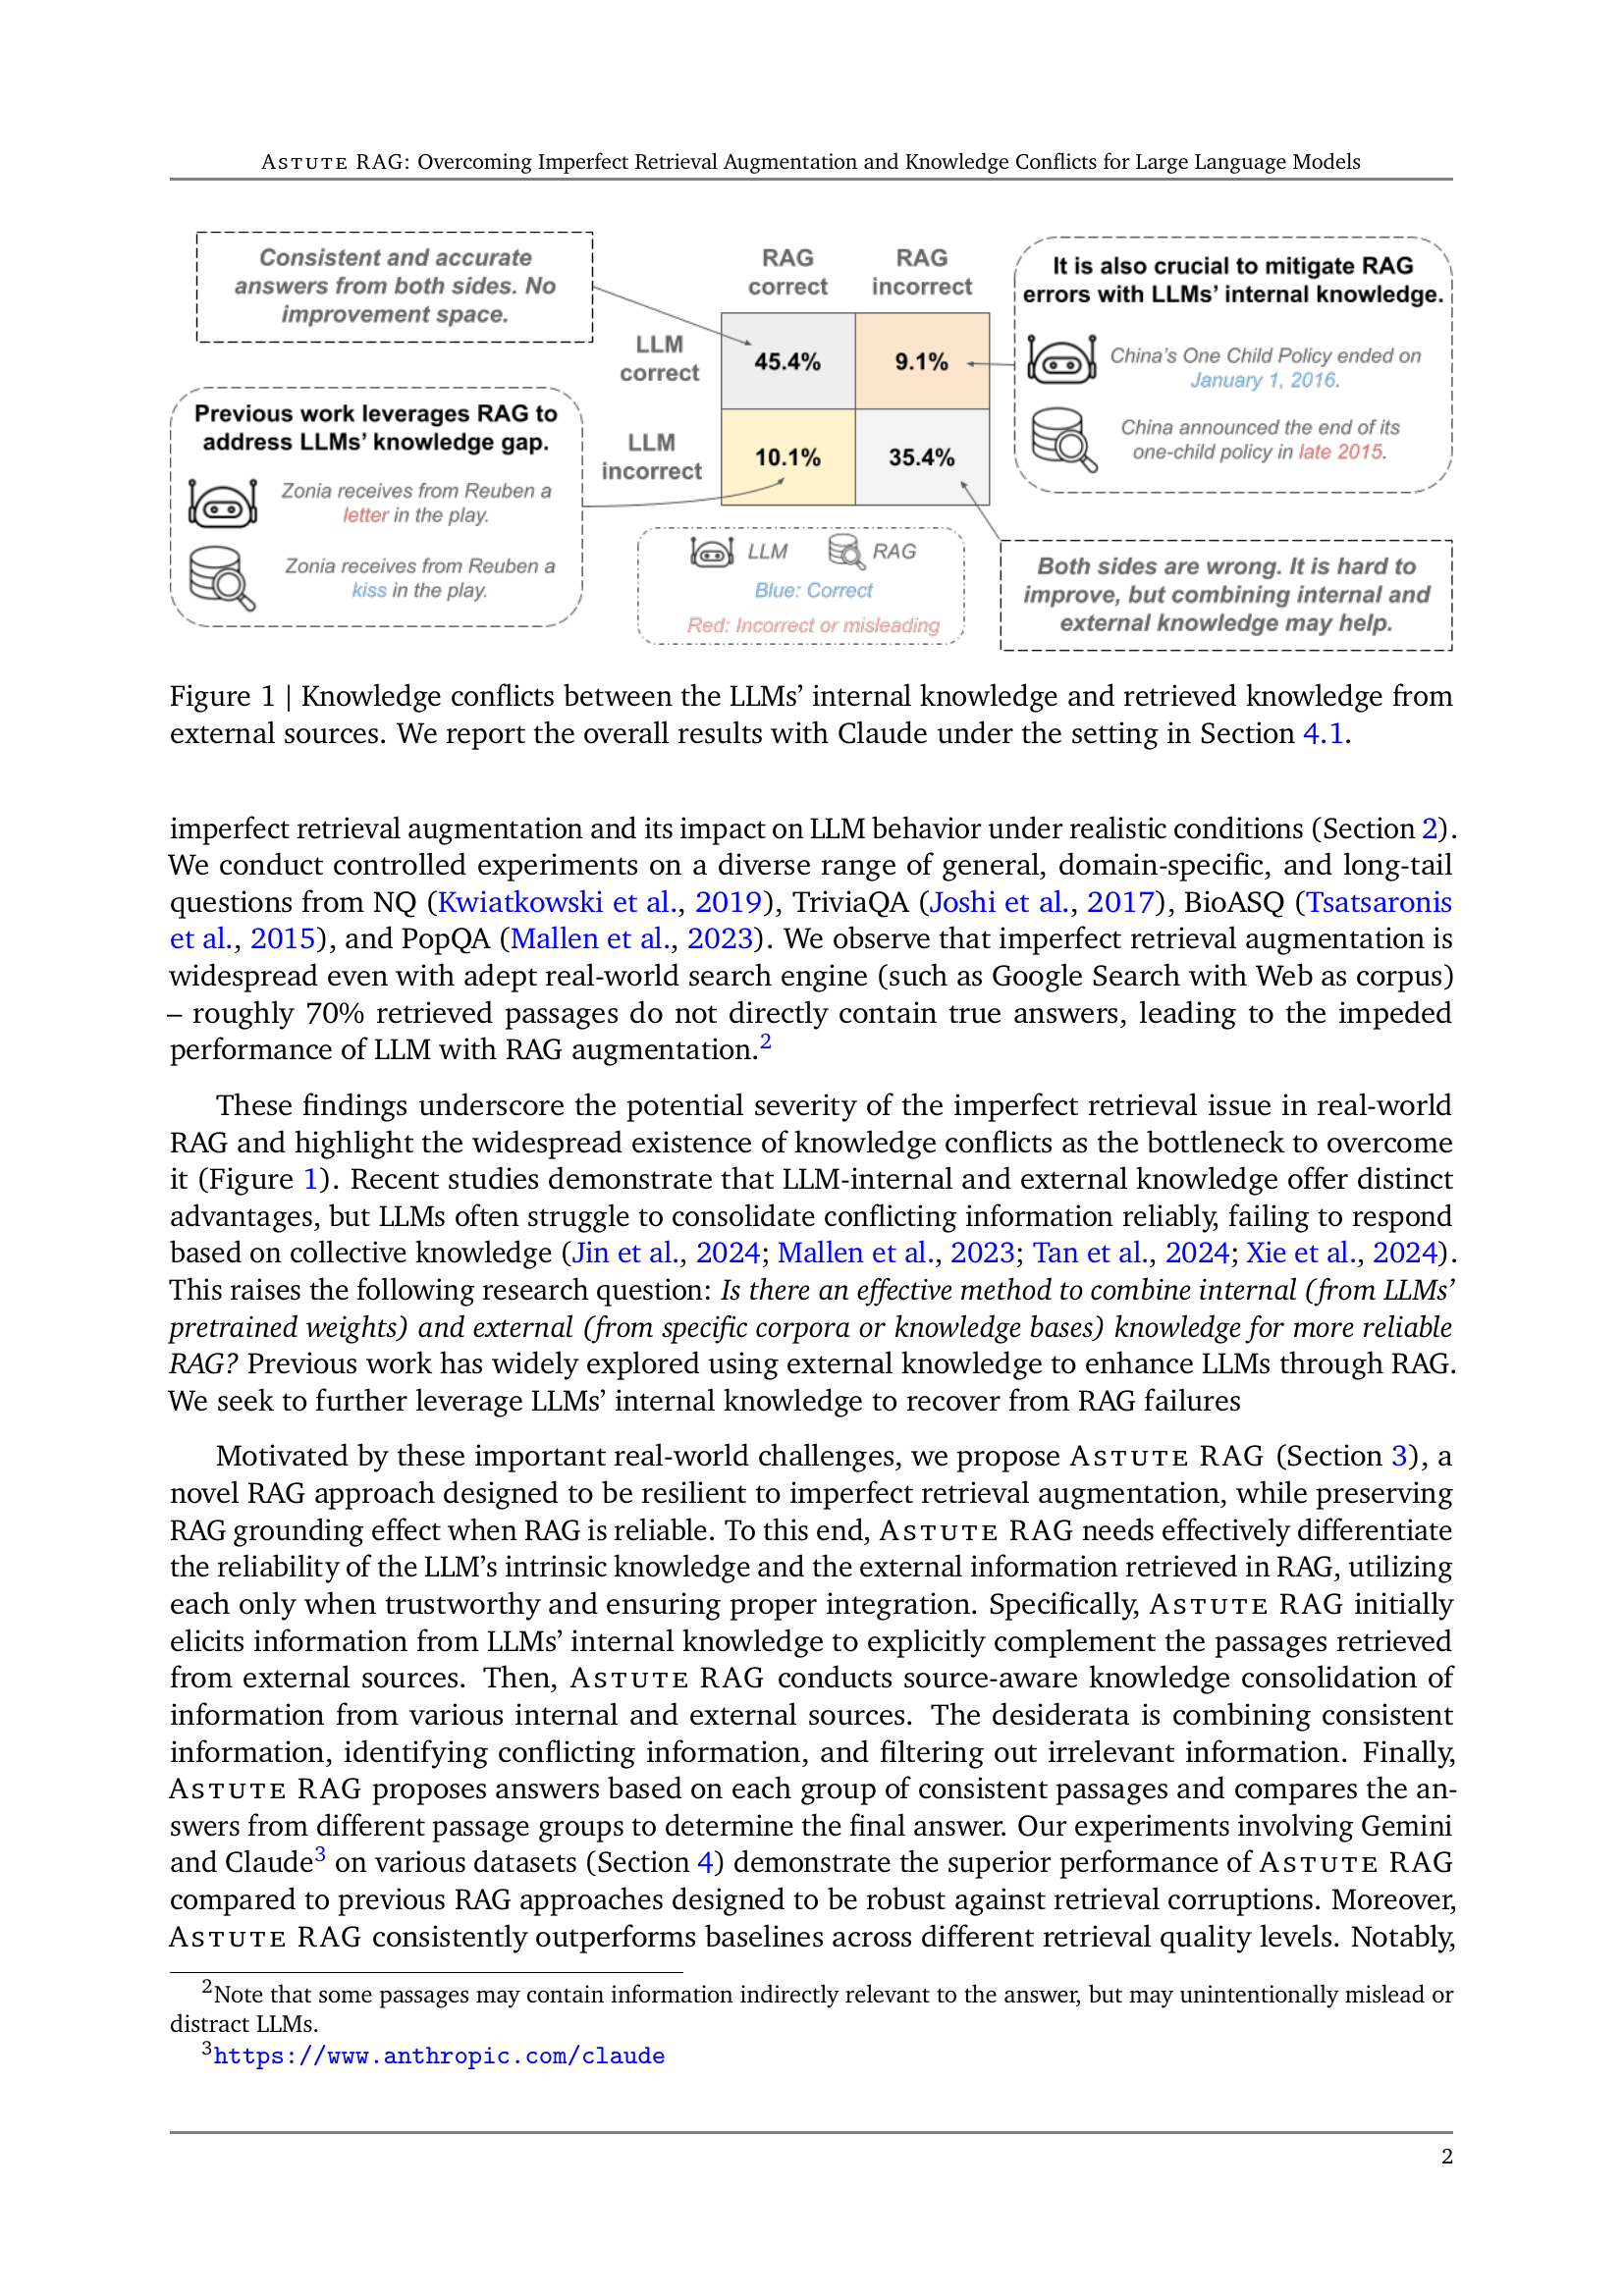 ASTUTE RAG: Overcoming Imperfect Retrieval Augmentation and Knowledge Conflicts for Large Language Models
Consistent and accurate
answers from both sides. No
improvement space.
Previous work leverages RAG to
address LLMs’ knowledge gap.
Zonia receives from Reuben a
letter in the play.
Zonia receives from Reuben a
kiss in the play.
RAG
correct
RAG
incorrect
LLM
correct
45.4%
9.1%
LLM
incorrect
10.1%
35.4%
LLM
RAG
Blue: Correct
Red: Incorrect or misleading
It is also crucial to mitigate RAG
errors with LLMs’ internal knowledge.
China’s One Child Policy ended on
January 1, 2016.
China announced the end of its
one-child policy in late 2015.
Both sides are wrong. It is hard to
improve, but combining internal and
external knowledge may help.
Figure 1 | Knowledge conflicts between the LLMs’ internal knowledge and retrieved knowledge from
external sources. We report the overall results with Claude under the setting in Section 4.1.
imperfect retrieval augmentation and its impact on LLM behavior under realistic conditions (Section 2).
We conduct controlled experiments on a diverse range of general, domain-specific, and long-tail
questions from NQ (Kwiatkowski et al., 2019), TriviaQA (Joshi et al., 2017), BioASQ (Tsatsaronis
et al., 2015), and PopQA (Mallen et al., 2023). We observe that imperfect retrieval augmentation is
widespread even with adept real-world search engine (such as Google Search with Web as corpus)
– roughly 70% retrieved passages do not directly contain true answers, leading to the impeded
performance of LLM with RAG augmentation.2
These findings underscore the potential severity of the imperfect retrieval issue in real-world
RAG and highlight the widespread existence of knowledge conflicts as the bottleneck to overcome
it (Figure 1). Recent studies demonstrate that LLM-internal and external knowledge offer distinct
advantages, but LLMs often struggle to consolidate conflicting information reliably, failing to respond
based on collective knowledge (Jin et al., 2024; Mallen et al., 2023; Tan et al., 2024; Xie et al., 2024).
This raises the following research question: Is there an effective method to combine internal (from LLMs’
pretrained weights) and external (from specific corpora or knowledge bases) knowledge for more reliable
RAG? Previous work has widely explored using external knowledge to enhance LLMs through RAG.
We seek to further leverage LLMs’ internal knowledge to recover from RAG failures
Motivated by these important real-world challenges, we propose ASTUTE RAG (Section 3), a
novel RAG approach designed to be resilient to imperfect retrieval augmentation, while preserving
RAG grounding effect when RAG is reliable. To this end, ASTUTE RAG needs effectively differentiate
the reliability of the LLM’s intrinsic knowledge and the external information retrieved in RAG, utilizing
each only when trustworthy and ensuring proper integration. Specifically, ASTUTE RAG initially
elicits information from LLMs’ internal knowledge to explicitly complement the passages retrieved
from external sources. Then, ASTUTE RAG conducts source-aware knowledge consolidation of
information from various internal and external sources. The desiderata is combining consistent
information, identifying conflicting information, and filtering out irrelevant information. Finally,
ASTUTE RAG proposes answers based on each group of consistent passages and compares the an-
swers from different passage groups to determine the final answer. Our experiments involving Gemini
and Claude3 on various datasets (Section 4) demonstrate the superior performance of ASTUTE RAG
compared to previous RAG approaches designed to be robust against retrieval corruptions. Moreover,
ASTUTE RAG consistently outperforms baselines across different retrieval quality levels. Notably,
2Note that some passages may contain information indirectly relevant to the answer, but may unintentionally mislead or
distract LLMs.
3https://www.anthropic.com/claude
2